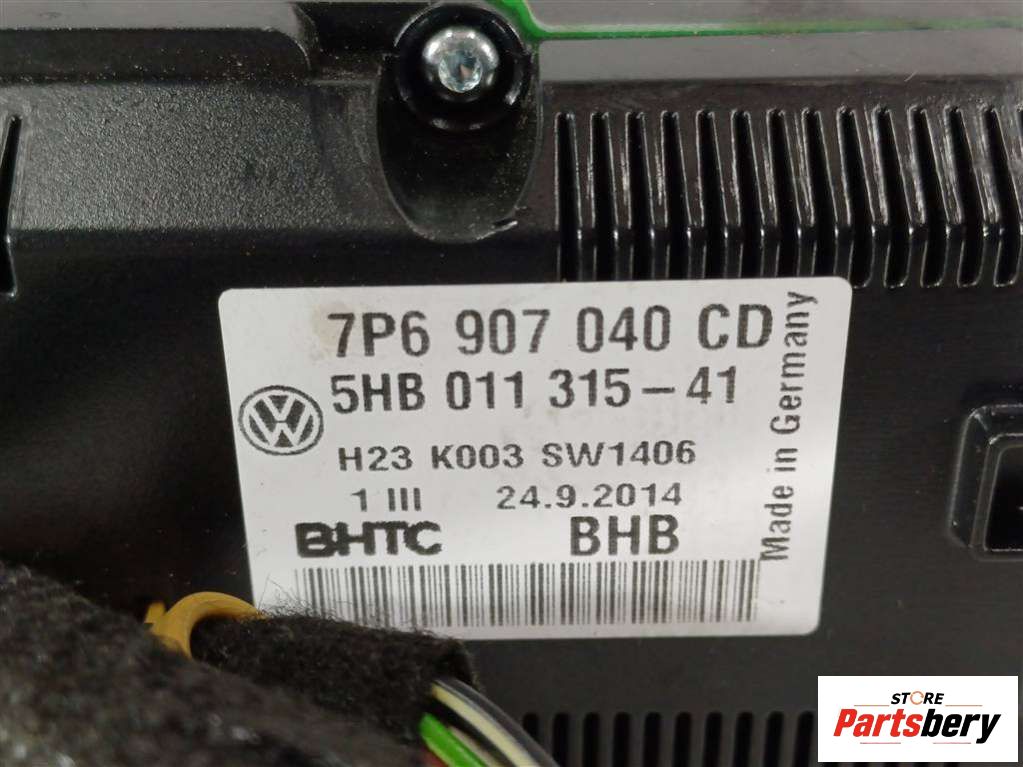 7P6 907 040 CD
5HB 011 315-41
H23 K003 SW1406
1 III 24.9.2014
BHTC BHB
Made in Germany
VW
STORE
Partsbery